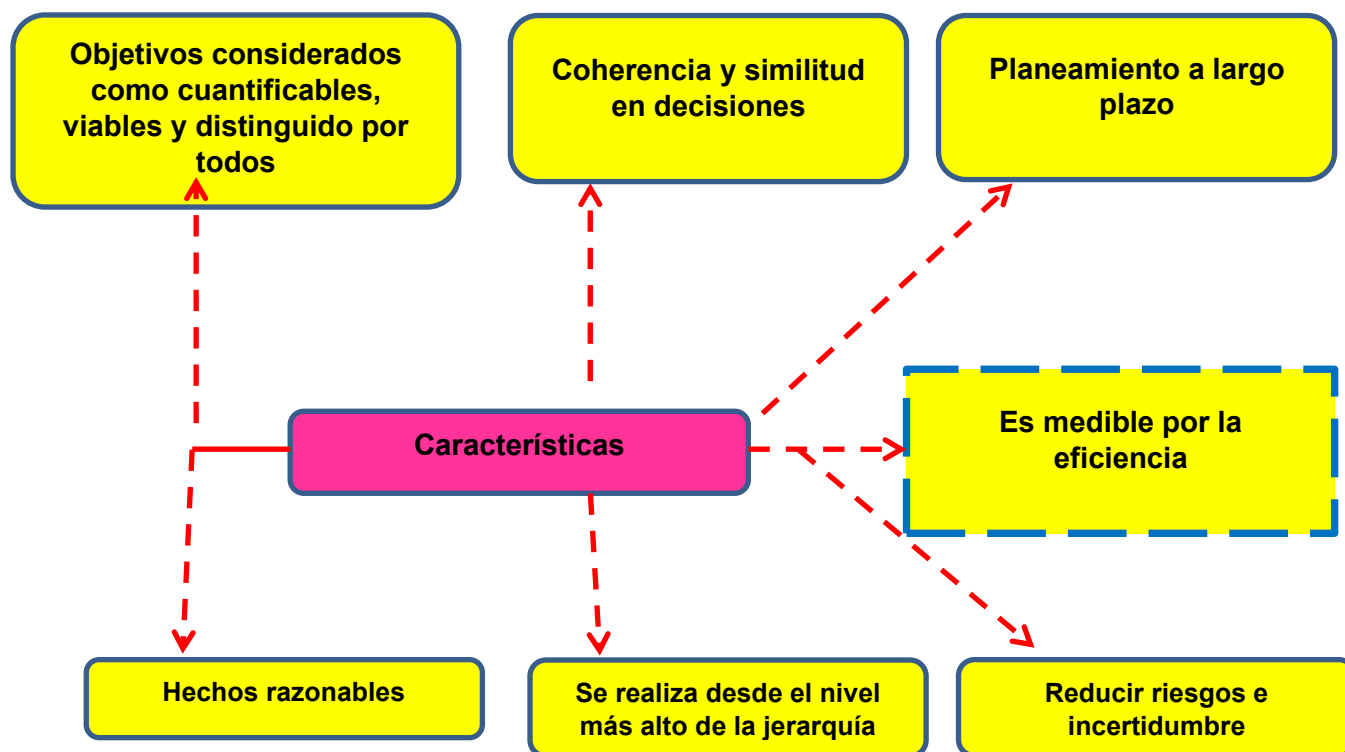 Objetivos considerados
como cuantificables,
viables y distinguido por
todos
Coherencia y similitud
en decisiones
Planeamiento a largo
plazo
Características
Es medible por la
eficiencia
Hechos razonables
Se realiza desde el nivel
más alto de la jerarquía
Reducir riesgos e
incertidumbre